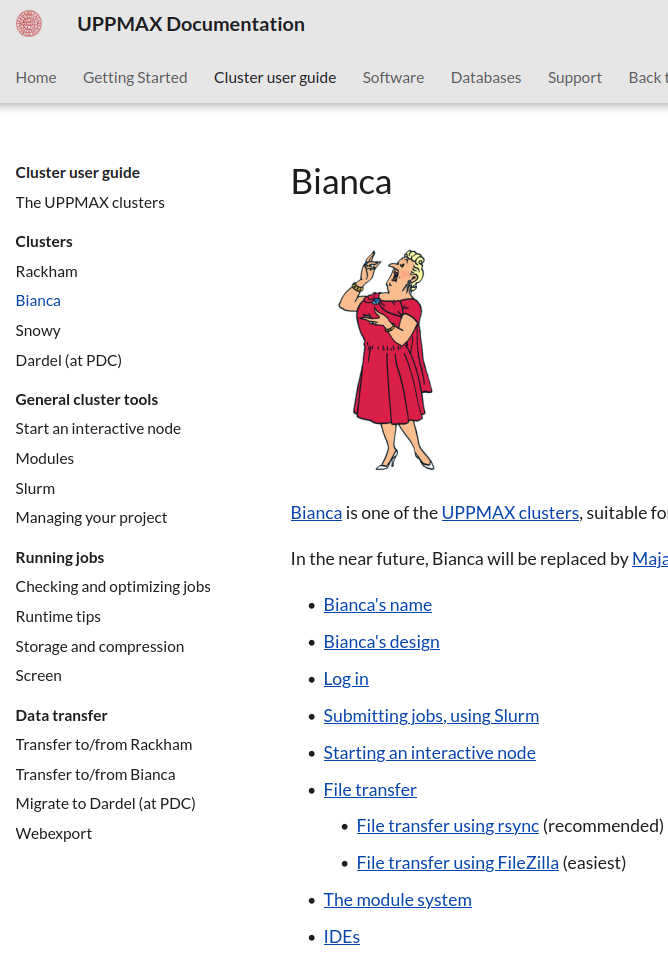 UPPMAX Documentation
Home Getting Started Cluster user guide Software Databases Support Back t
Cluster user guide
The UPPMAX clusters
Clusters
Rackham
Bianca
Snowy
Dardel (at PDC)
General cluster tools
Start an interactive node
Modules
Slurm
Managing your project
Running jobs
Checking and optimizing jobs
Runtime tips
Storage and compression
Screen
Data transfer
Transfer to/from Rackham
Transfer to/from Bianca
Migrate to Dardel (at PDC)
Webexport
Bianca
Bianca is one of the UPPMAX clusters, suitable fo
In the near future, Bianca will be replaced by Maja
• Bianca's name
• Bianca's design
• Log in
• Submitting jobs, using Slurm
• Starting an interactive node
• File transfer
• File transfer using rsync (recommended)
• File transfer using FileZilla (easiest)
• The module system
• IDEs